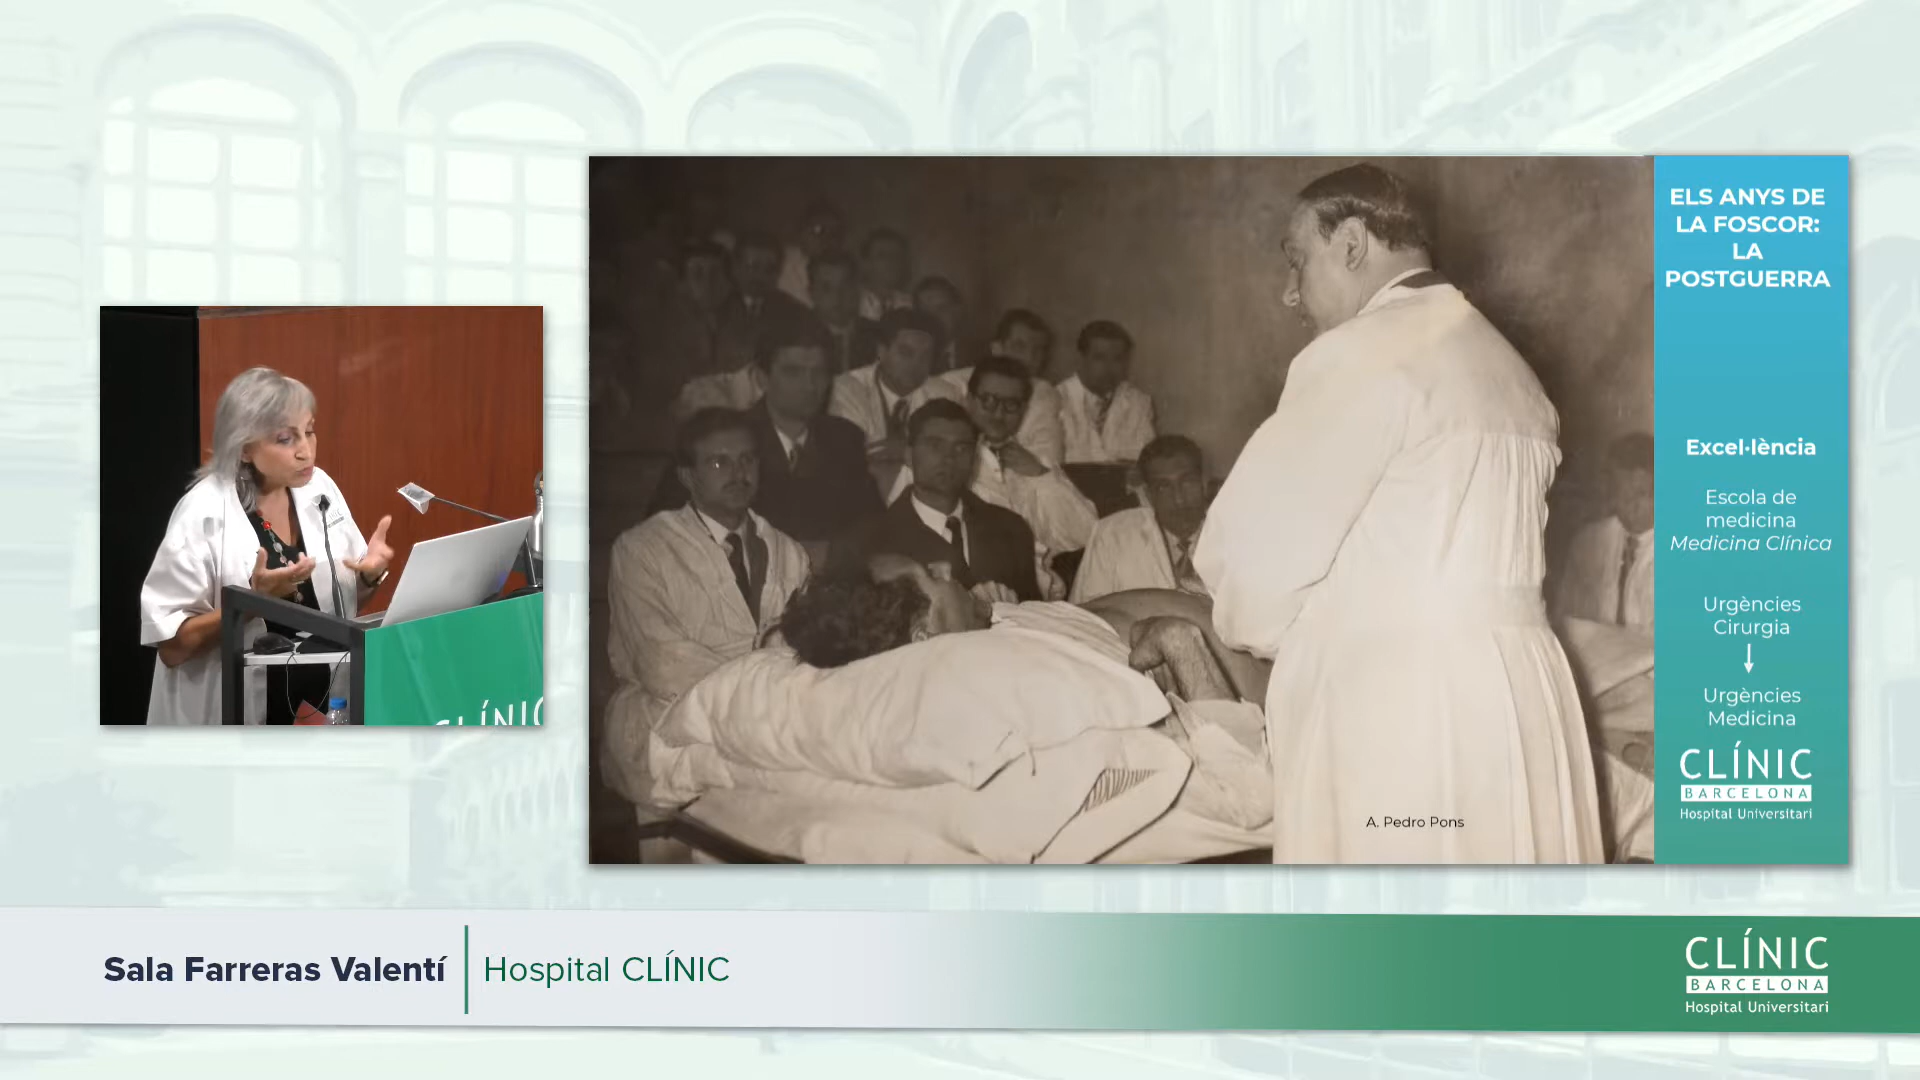 ELS ANYS DE
LA FOSCOR:
LA
POSTGUERRA
Excel·lència
Escola de
medicina
Medicina Clínica
Urgències
Cirurgia
Urgències
Medicina
CLÍNIC
BARCELONA
Hospital Universitari
A. Pedro Pons
CLÍNIC
Sala Farreras Valentí
Hospital CLÍNIC
CLÍNIC
BARCELONA
Hospital Universitari